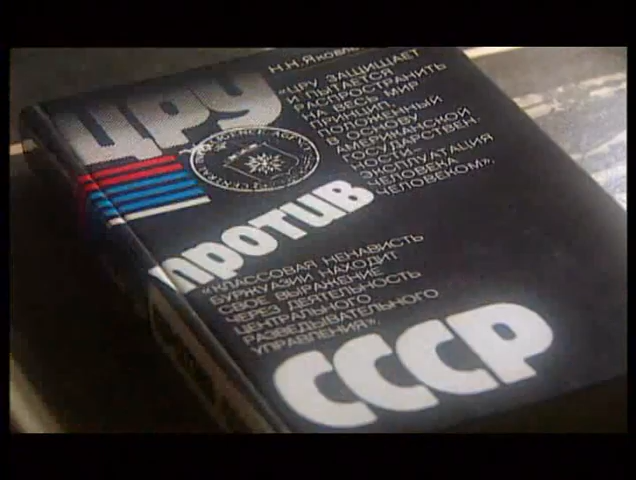 Н.Н.Яковлев
ЦРУ
«ЦРУ ЗАЩИЩАЕТ
И ПЫТАЕТСЯ
РАСПРОСТРАНИТЬ
НА ВЕСЬ МИР
ПРИНЦИП,
ПОЛОЖЕННЫЙ
В ОСНОВУ
АМЕРИКАНСКОЙ
ГОСУДАРСТВЕН-
НОСТИ –
ЭКСПЛУАТАЦИЯ
ЧЕЛОВЕКА
ЧЕЛОВЕКОМ».
против
«КЛАССОВАЯ НЕНАВИСТЬ
БУРЖУАЗИИ НАХОДИТ
СВОЕ ВЫРАЖЕНИЕ
ЧЕРЕЗ ДЕЯТЕЛЬНОСТЬ
ЦЕНТРАЛЬНОГО
РАЗВЕДЫВАТЕЛЬНОГО
УПРАВЛЕНИЯ».
СССР